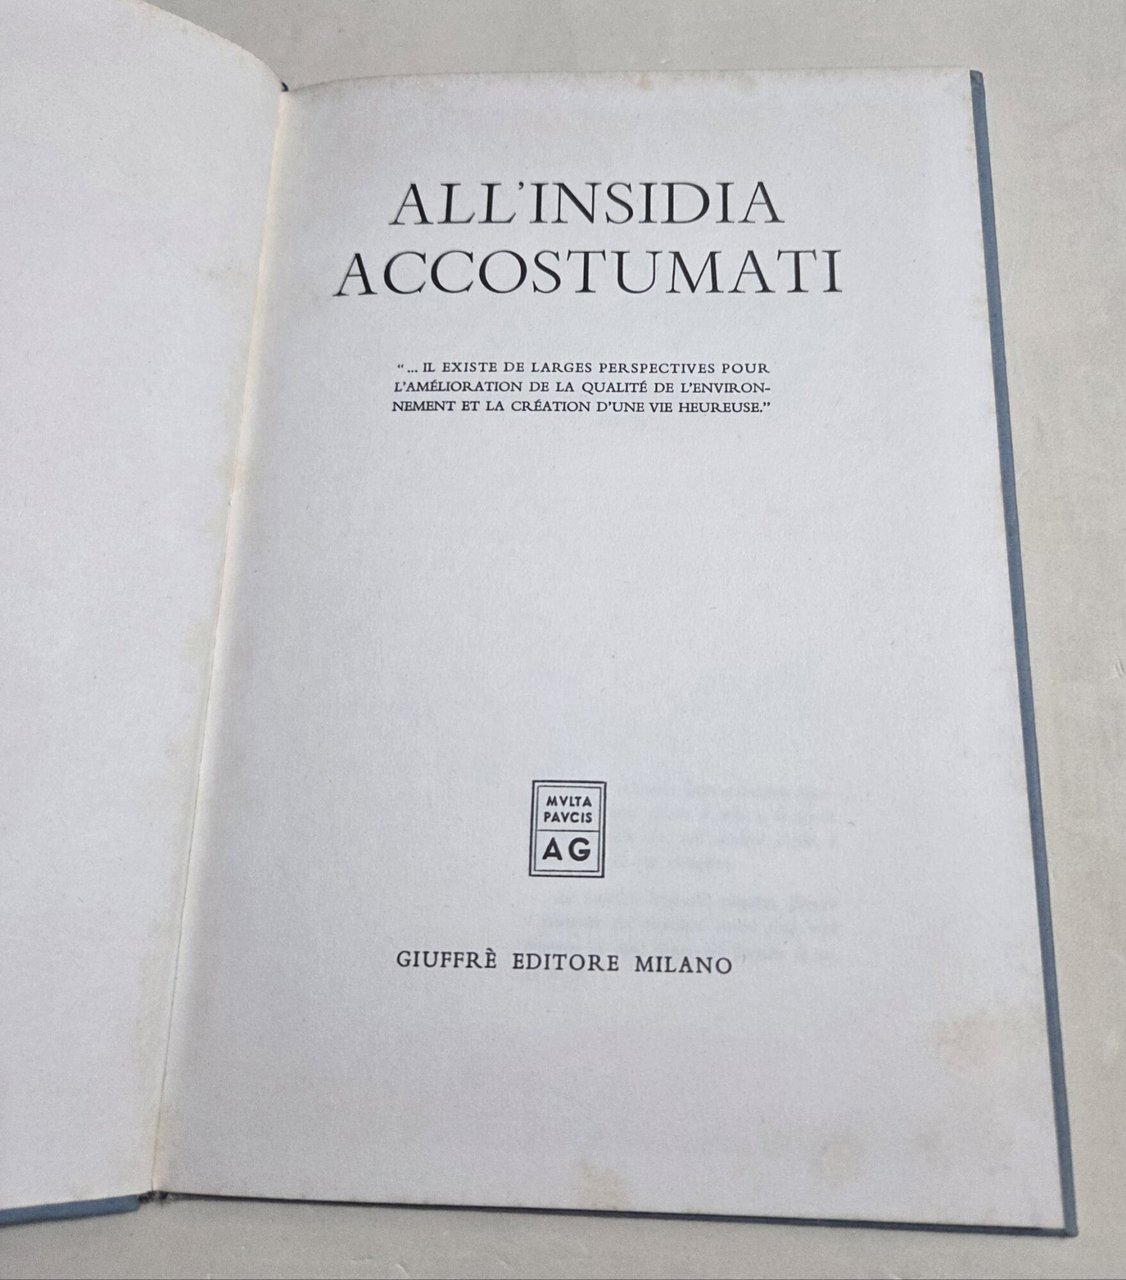 ALL'INSIDIA
ACCOSTUMATI
“... IL EXISTE DE LARGES PERSPECTIVES POUR
L'AMÉLIORATION DE LA QUALITÉ DE L'ENVIRON-
NEMENT ET LA CRÉATION D'UNE VIE HEUREUSE.”
MVLTA
PAVCIS
AG
GIUFFRÈ EDITORE MILANO